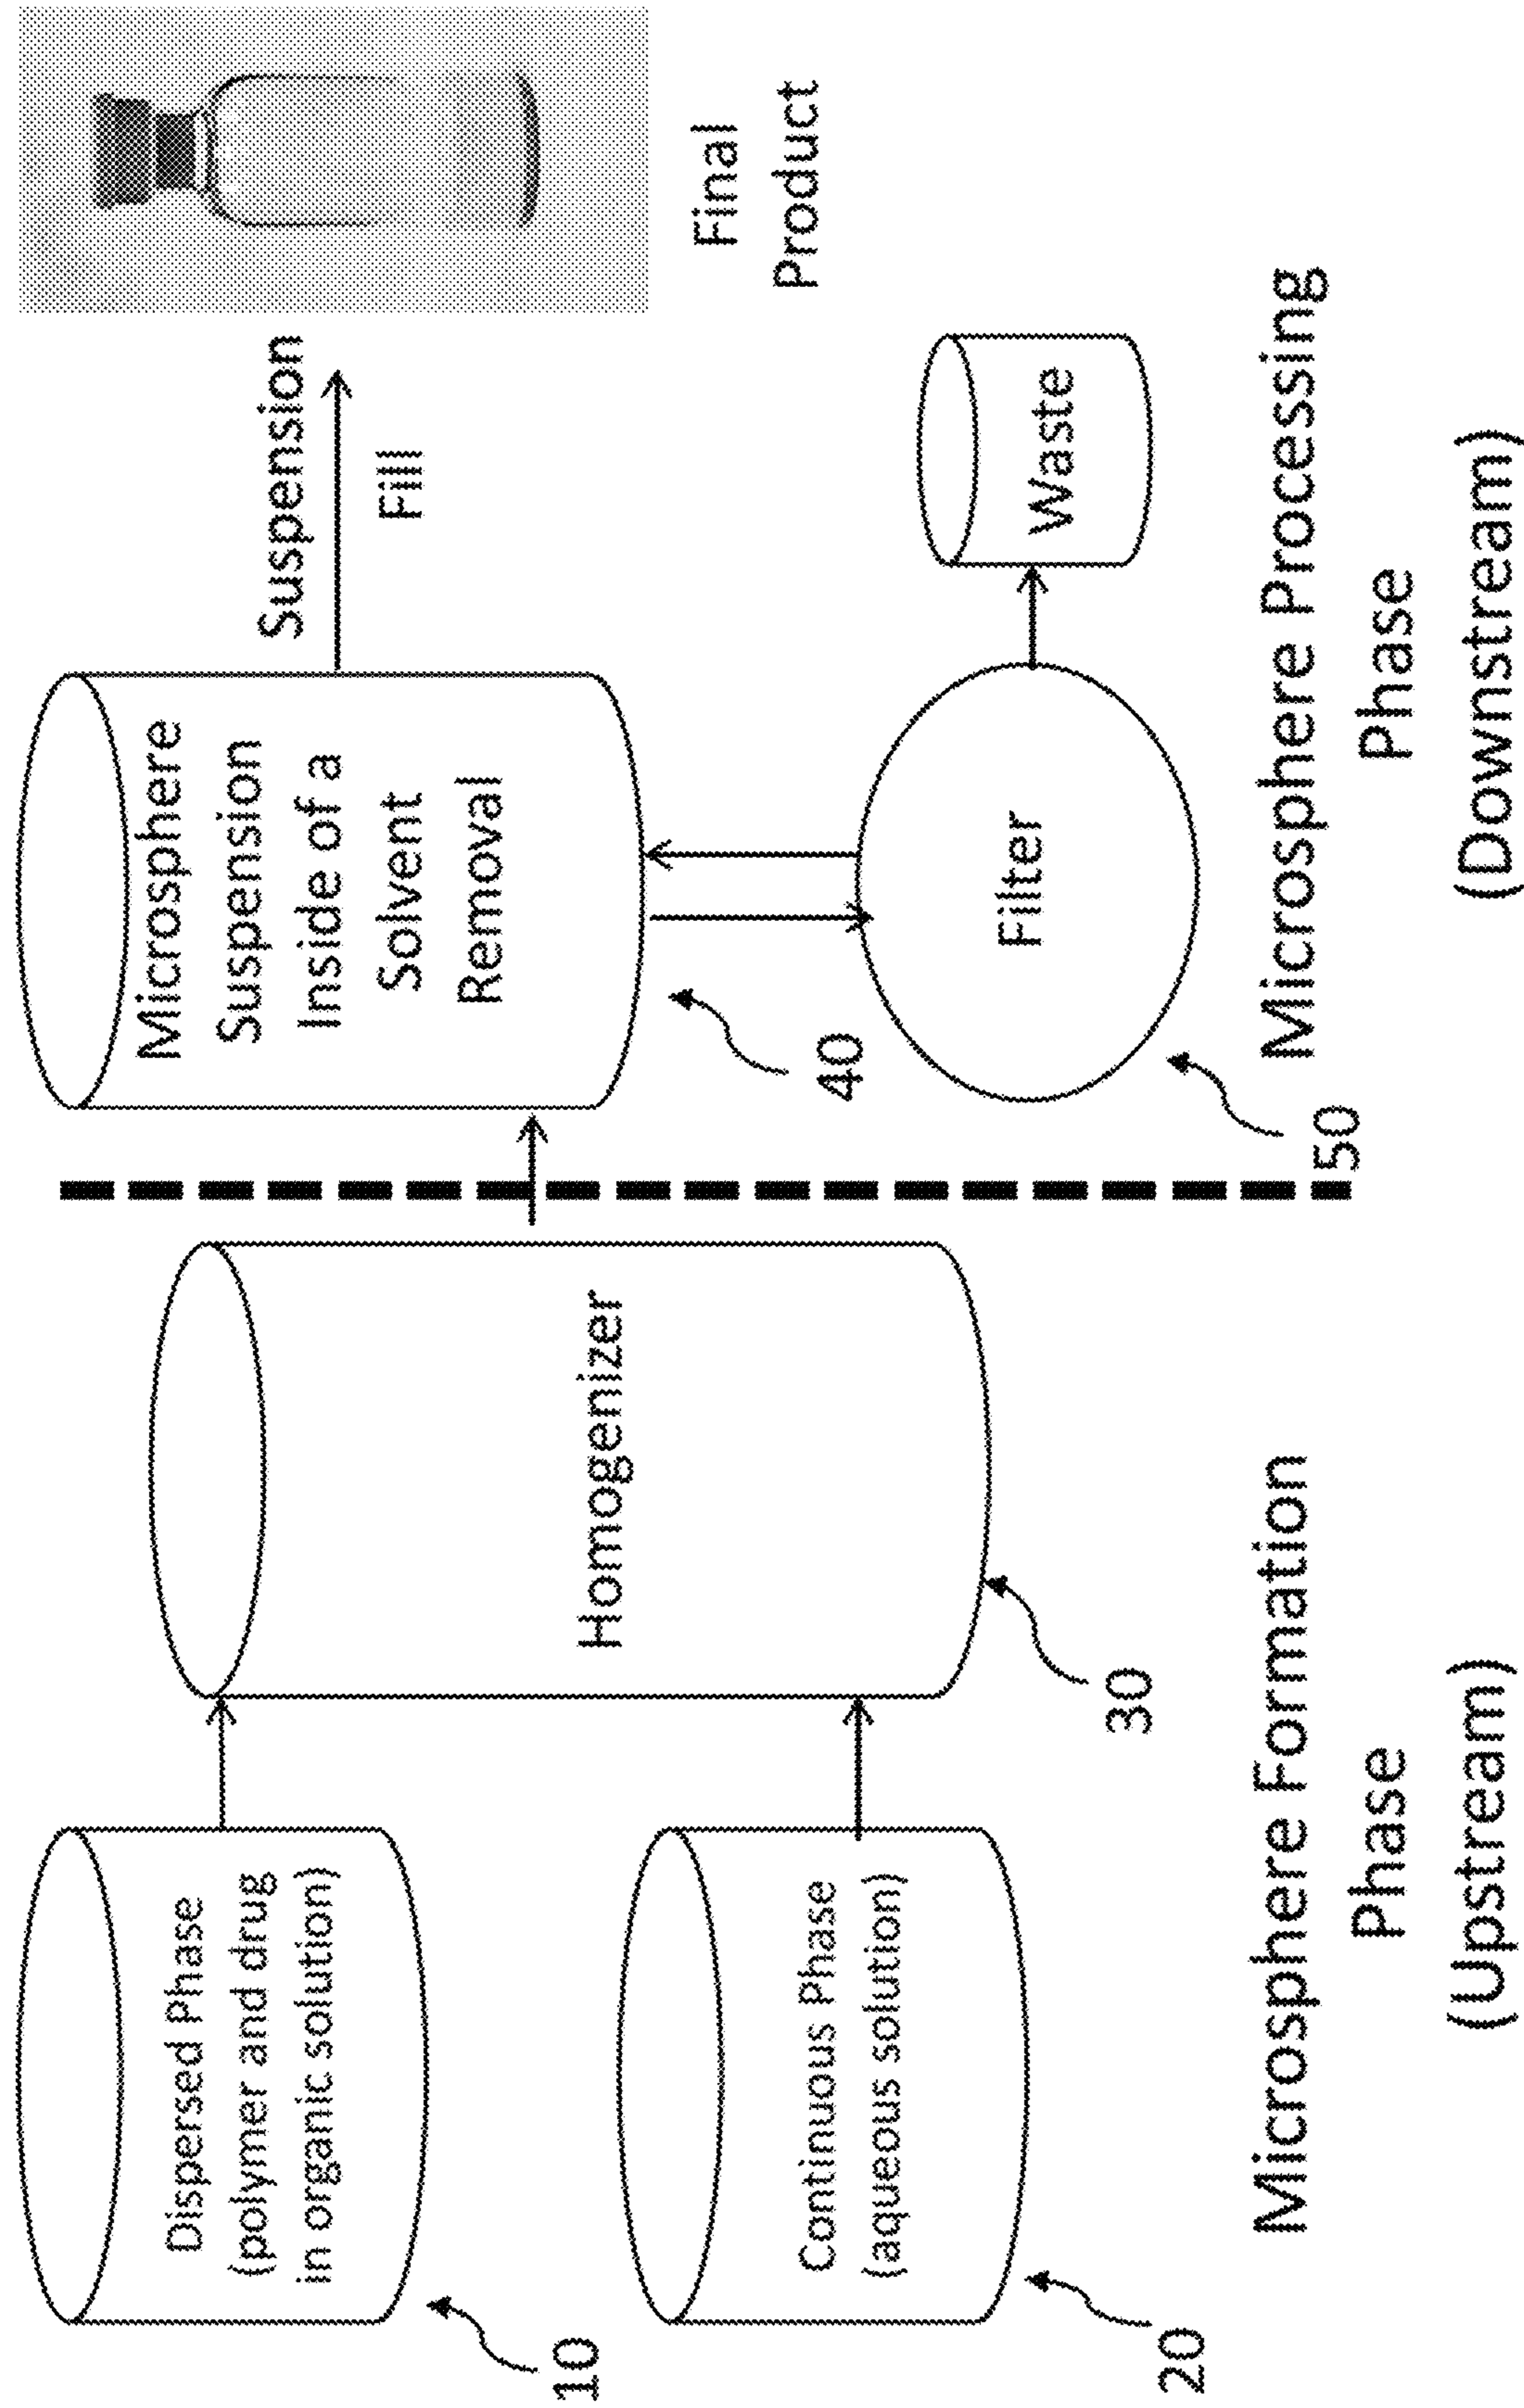 Dispersed Phase
(polymer and drug
in organic solution)
10
Continuous Phase
(aqueous solution)
20
Homogenizer
30
Microsphere Formation
Phase
(Upstream)
Microsphere
Suspension
Inside of a
Solvent
Removal
40
Filter
50
Waste
Suspension
Fill
Final
Product
Microsphere Processing
Phase
(Downstream)